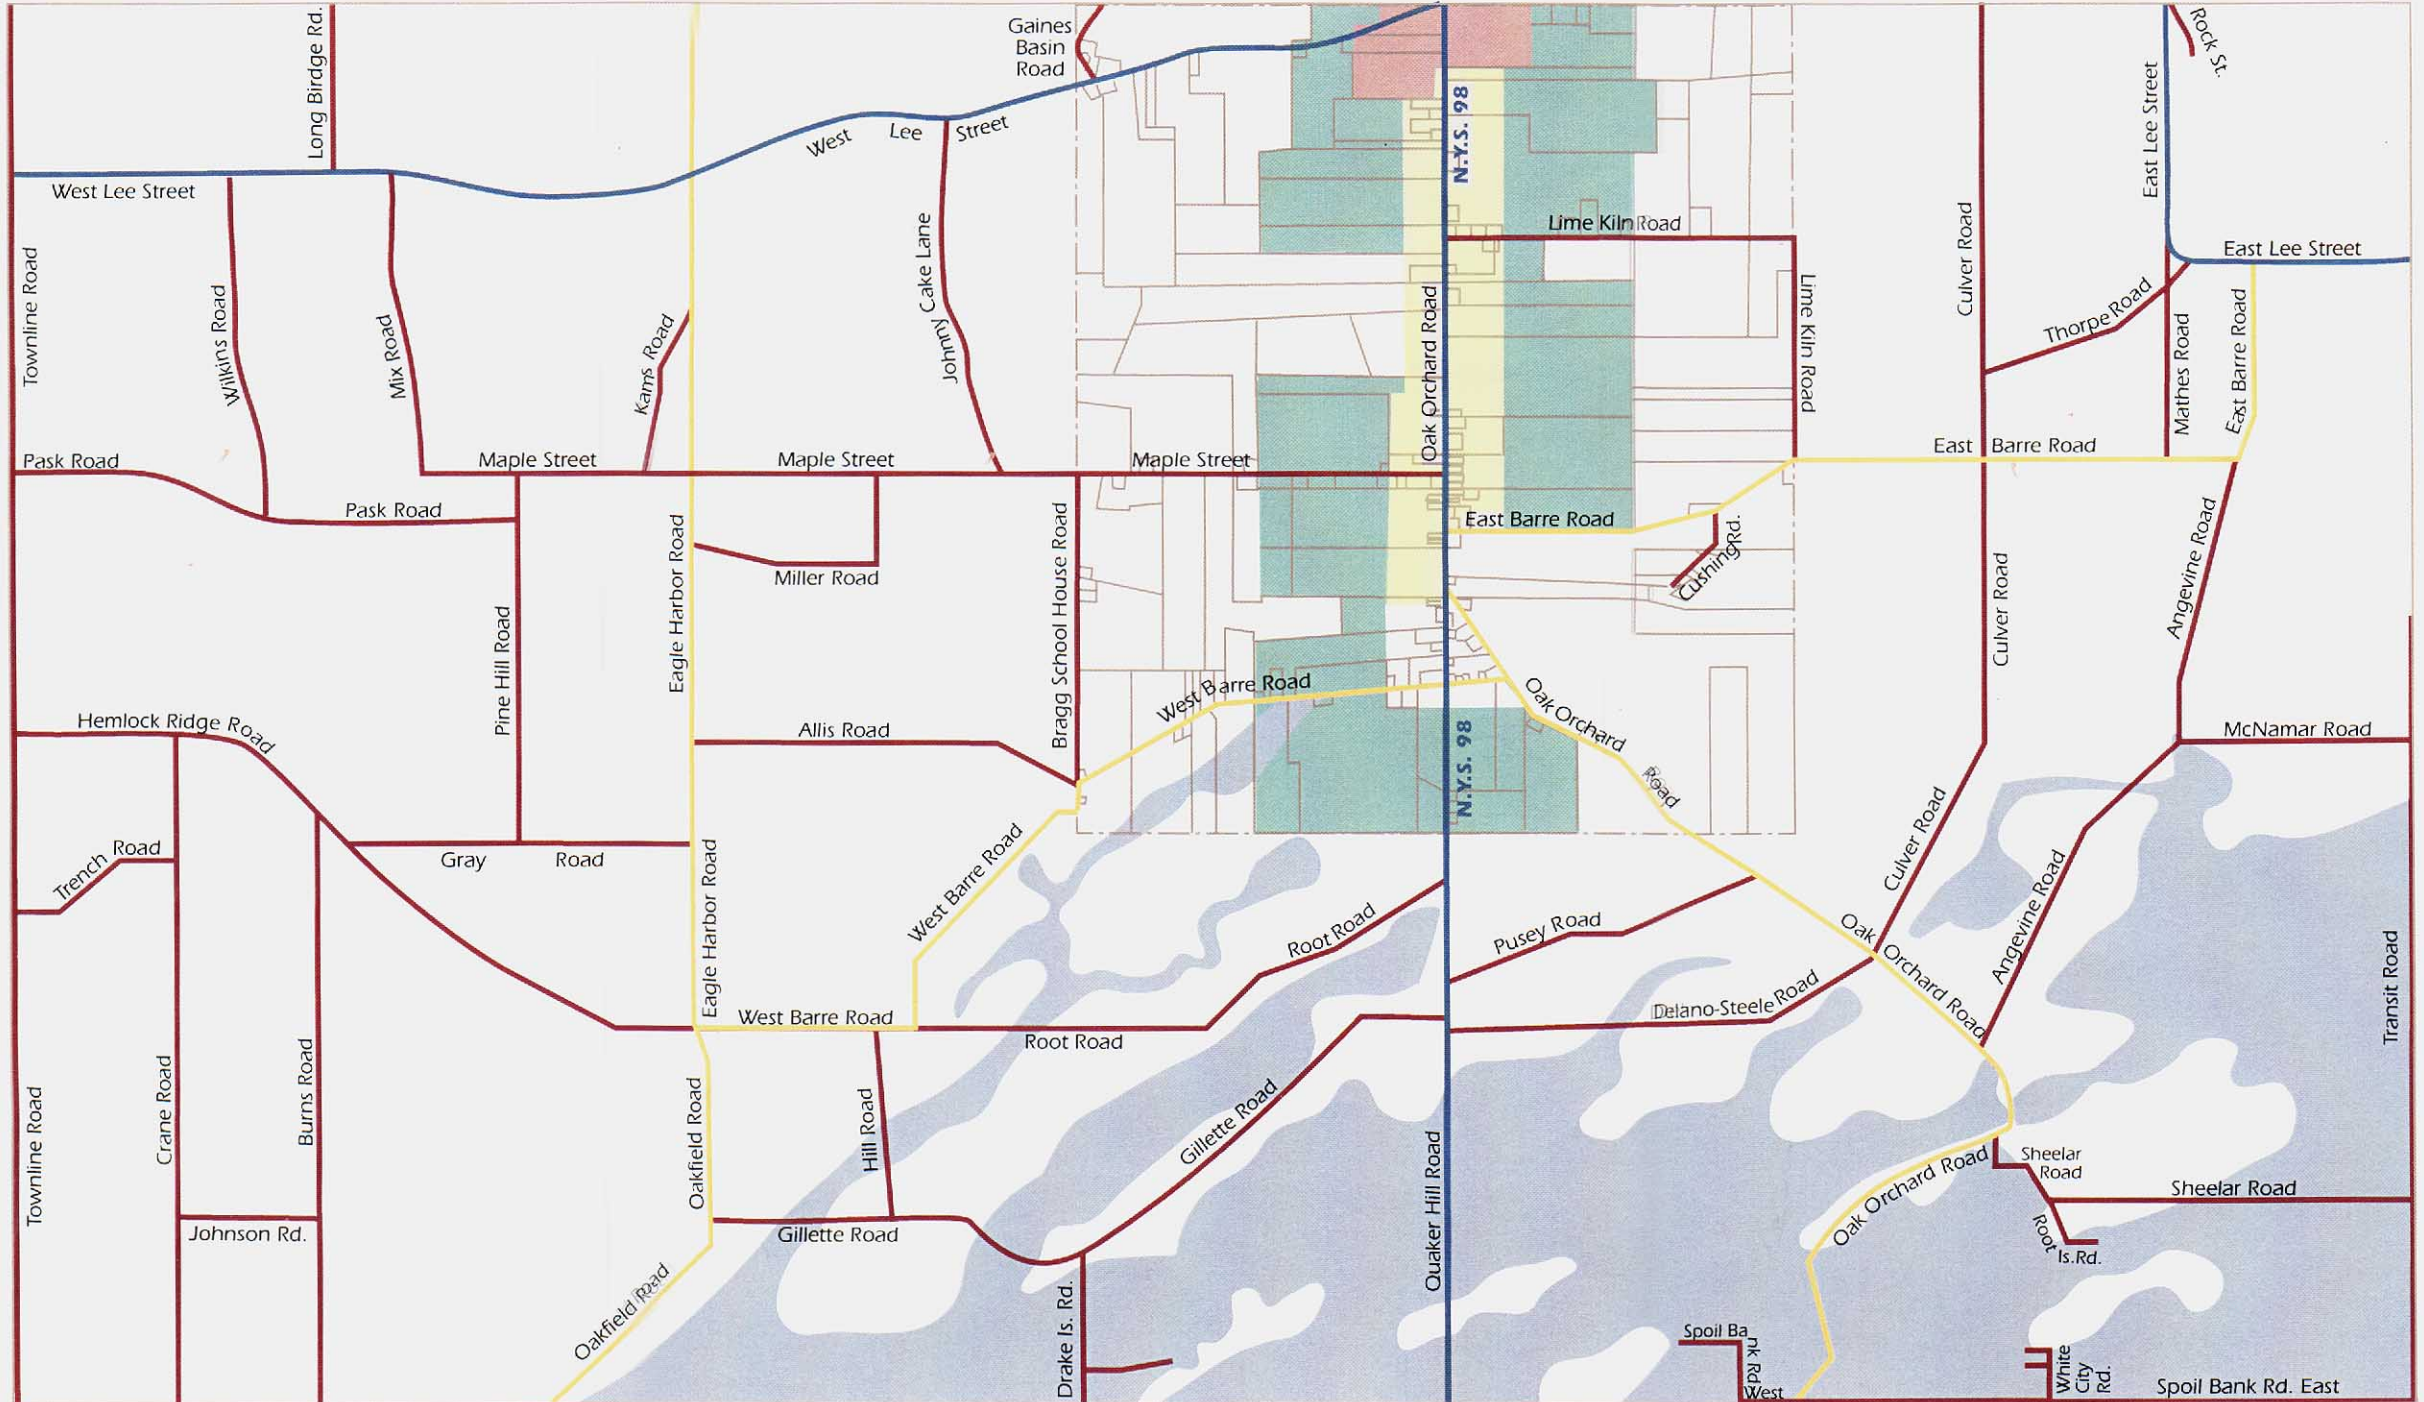 Long Birdge Rd.
Gaines
Basin
Road
Rock St.
West Lee Street
West Lee Street
N.Y.S. 98
East Lee Street
East Lee Street
Lime Kiln Road
Lime Kiln Road
Townline Road
Wilkins Road
Mix Road
Kams Road
Johnny Cake Lane
Oak Orchard Road
Culver Road
Thorpe Road
Mathes Road
East Barre Road
Pask Road
Maple Street
Maple Street
Maple Street
East Barre Road
Pask Road
East Barre Road
Cushing Rd.
Eagle Harbor Road
Miller Road
Bragg School House Road
Pine Hill Road
Culver Road
Angevine Road
West Barre Road
Oak Orchard
Road
Hemlock Ridge Road
Allis Road
N.Y.S. 98
McNamar Road
Trench Road
Gray Road
Eagle Harbor Road
West Barre Road
Culver Road
Root Road
Pusey Road
Oak Orchard Road
Angevine Road
Transit Road
West Barre Road
Root Road
Delano-Steele Road
Townline Road
Crane Road
Burns Road
Oakfield Road
Hill Road
Gillette Road
Quaker Hill Road
Oak Orchard Road
Sheelar
Road
Sheelar Road
Johnson Rd.
Gillette Road
Root
Is.Rd.
Oakfield Road
Drake Is. Rd.
Spoil Bank Rd.
West
White
City
Rd.
Spoil Bank Rd. East